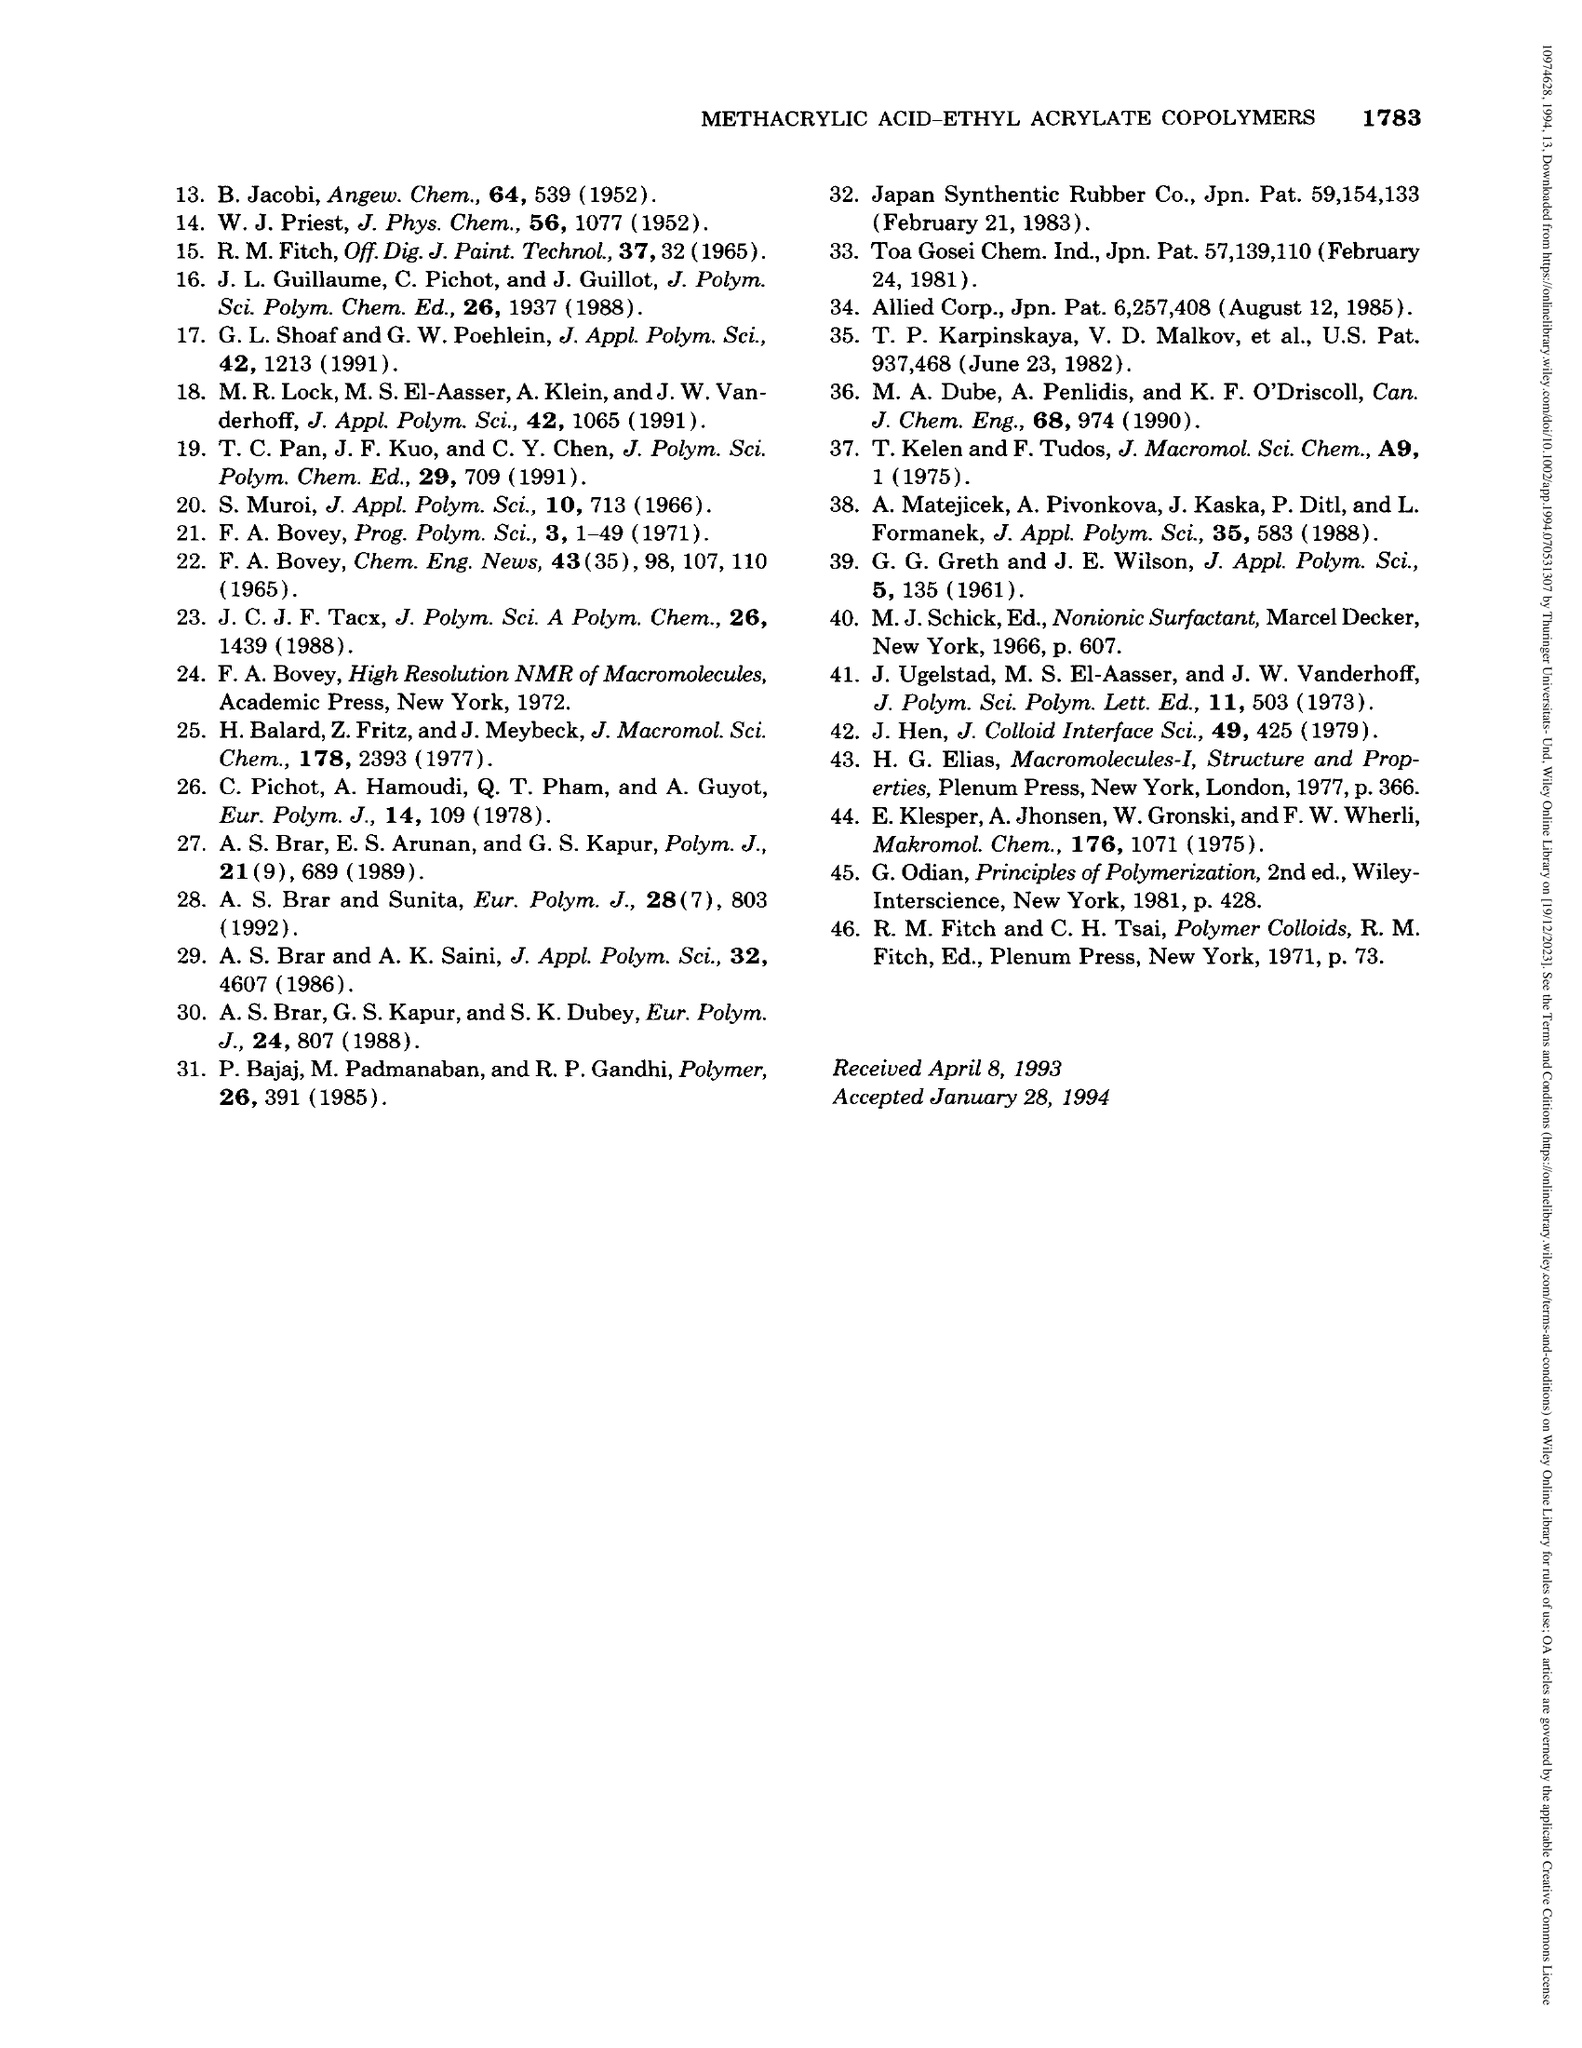 METHACRYLIC ACID–ETHYL ACRYLATE COPOLYMERS 1783
13. B. Jacobi, Angew. Chem., 64, 539 (1952).
14. W. J. Priest, J. Phys. Chem., 56, 1077 (1952).
15. R. M. Fitch, Off. Dig. J. Paint. Technol., 37, 32 (1965).
16. J. L. Guillaume, C. Pichot, and J. Guillot, J. Polym.
Sci. Polym. Chem. Ed., 26, 1937 (1988).
17. G. L. Shoaf and G. W. Poehlein, J. Appl. Polym. Sci.,
42, 1213 (1991).
18. M. R. Lock, M. S. El-Aasser, A. Klein, and J. W. Van-
derhoff, J. Appl. Polym. Sci., 42, 1065 (1991).
19. T. C. Pan, J. F. Kuo, and C. Y. Chen, J. Polym. Sci.
Polym. Chem. Ed., 29, 709 (1991).
20. S. Muroi, J. Appl. Polym. Sci., 10, 713 (1966).
21. F. A. Bovey, Prog. Polym. Sci., 3, 1–49 (1971).
22. F. A. Bovey, Chem. Eng. News, 43(35), 98, 107, 110
(1965).
23. J. C. J. F. Tacx, J. Polym. Sci. A Polym. Chem., 26,
1439 (1988).
24. F. A. Bovey, High Resolution NMR of Macromolecules,
Academic Press, New York, 1972.
25. H. Balard, Z. Fritz, and J. Meybeck, J. Macromol. Sci.
Chem., 178, 2393 (1977).
26. C. Pichot, A. Hamoudi, Q. T. Pham, and A. Guyot,
Eur. Polym. J., 14, 109 (1978).
27. A. S. Brar, E. S. Arunan, and G. S. Kapur, Polym. J.,
21(9), 689 (1989).
28. A. S. Brar and Sunita, Eur. Polym. J., 28(7), 803
(1992).
29. A. S. Brar and A. K. Saini, J. Appl. Polym. Sci., 32,
4607 (1986).
30. A. S. Brar, G. S. Kapur, and S. K. Dubey, Eur. Polym.
J., 24, 807 (1988).
31. P. Bajaj, M. Padmanaban, and R. P. Gandhi, Polymer,
26, 391 (1985).
32. Japan Synthentic Rubber Co., Jpn. Pat. 59,154,133
(February 21, 1983).
33. Toa Gosei Chem. Ind., Jpn. Pat. 57,139,110 (February
24, 1981).
34. Allied Corp., Jpn. Pat. 6,257,408 (August 12, 1985).
35. T. P. Karpinskaya, V. D. Malkov, et al., U.S. Pat.
937,468 (June 23, 1982).
36. M. A. Dube, A. Penlidis, and K. F. O'Driscoll, Can.
J. Chem. Eng., 68, 974 (1990).
37. T. Kelen and F. Tudos, J. Macromol. Sci. Chem., A9,
1 (1975).
38. A. Matejicek, A. Pivonkova, J. Kaska, P. Ditl, and L.
Formanek, J. Appl. Polym. Sci., 35, 583 (1988).
39. G. G. Greth and J. E. Wilson, J. Appl. Polym. Sci.,
5, 135 (1961).
40. M. J. Schick, Ed., Nonionic Surfactant, Marcel Decker,
New York, 1966, p. 607.
41. J. Ugelstad, M. S. El-Aasser, and J. W. Vanderhoff,
J. Polym. Sci. Polym. Lett. Ed., 11, 503 (1973).
42. J. Hen, J. Colloid Interface Sci., 49, 425 (1979).
43. H. G. Elias, Macromolecules-I, Structure and Prop-
erties, Plenum Press, New York, London, 1977, p. 366.
44. E. Klesper, A. Jhonsen, W. Gronski, and F. W. Wherli,
Makromol. Chem., 176, 1071 (1975).
45. G. Odian, Principles of Polymerization, 2nd ed., Wiley-
Interscience, New York, 1981, p. 428.
46. R. M. Fitch and C. H. Tsai, Polymer Colloids, R. M.
Fitch, Ed., Plenum Press, New York, 1971, p. 73.
Received April 8, 1993
Accepted January 28, 1994
10974628, 1994, 13, Downloaded from https://onlinelibrary.wiley.com/doi/10.1002/app.1994.070531307 by Thuringer Universitats- Und, Wiley Online Library on [19/12/2023]. See the Terms and Conditions (https://onlinelibrary.wiley.com/terms-and-conditions) on Wiley Online Library for rules of use; OA articles are governed by the applicable Creative Commons License